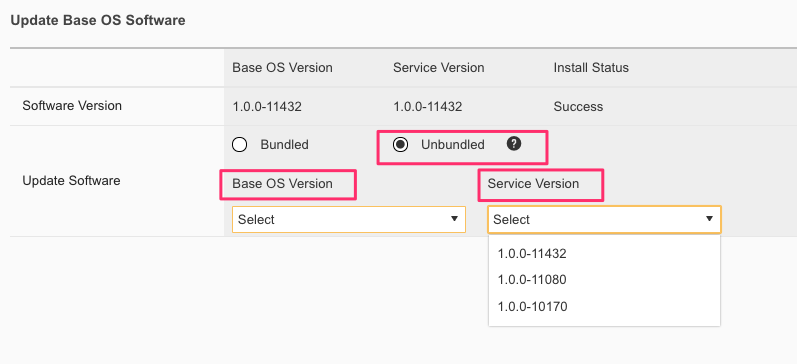 Update Base OS Software
Base OS Version Service Version Install Status
Software Version 1.0.0-11432 1.0.0-11432 Success
Bundled Unbundled ?
Update Software
Base OS Version Service Version
Select Select
1.0.0-11432
1.0.0-11080
1.0.0-10170